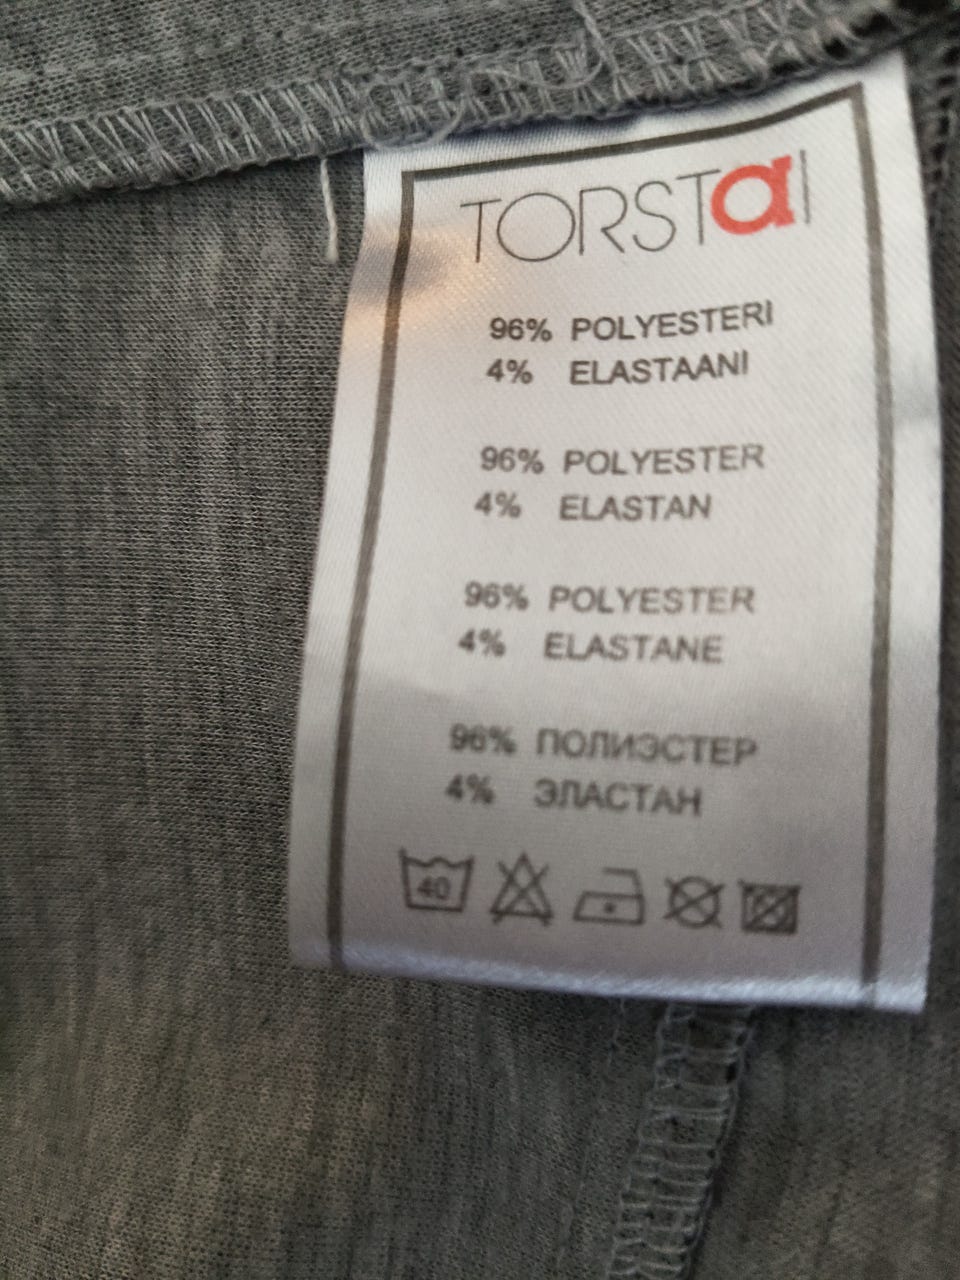 TORSTaI
96% POLYESTERI
4% ELASTAANI
96% POLYESTER
4% ELASTAN
96% POLYESTER
4% ELASTANE
96% ПОЛИЭСТЕР
4% ЭЛАСТАН
40